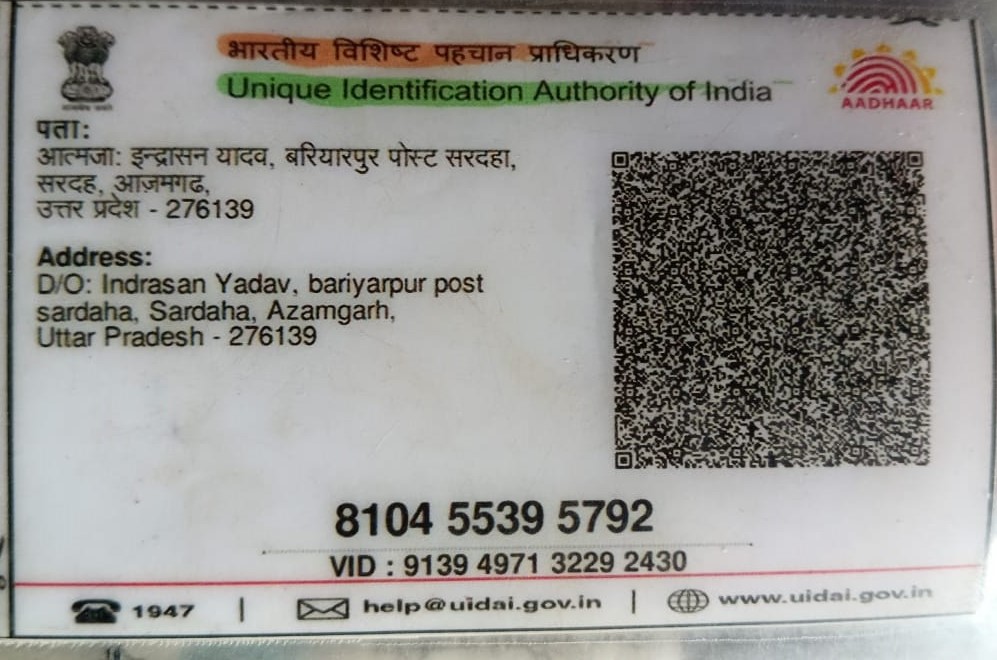 भारतीय विशिष्ट पहचान प्राधिकरण
Unique Identification Authority of India
AADHAAR
पता:
आत्मजा: इन्द्रासन यादव, बरियारपुर पोस्ट सरदहा,
सरदह, आज़मगढ,
उत्तर प्रदेश - 276139
Address:
D/O: Indrasan Yadav, bariyarpur post
sardaha, Sardaha, Azamgarh,
Uttar Pradesh - 276139
8104 5539 5792
VID : 9139 4971 3229 2430
1947 | help@uidai.gov.in | www.uidai.gov.in